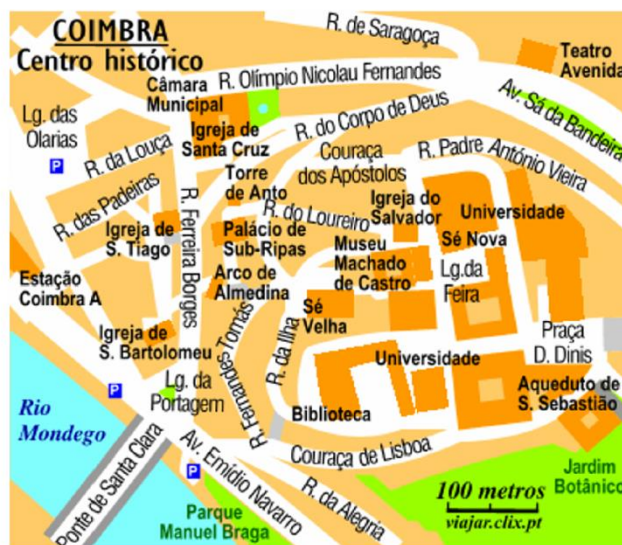 COIMBRA
Centro histórico
R. de Saragoça
Teatro
Avenida
Câmara
Municipal
R. Olímpio Nicolau Fernandes
Av. Sá da Bandeira
Lg. das
Olarias
P
R. da Louça
Igreja de
Santa Cruz
R. do Corpo de Deus
Couraça
dos Apóstolos
R. Padre António Vieira
R. das Padeiras
R. Ferreira Borges
Torre
de Anto
R. do Loureiro
Igreja do
Salvador
Universidade
Igreja de
S. Tiago
Palácio de
Sub-Ripas
Museu
Machado
de Castro
Sé Nova
Lg.da
Feira
Estação
Coimbra A
Arco de
Almedina
Sé
Velha
R. da Ilha
R. Fernandes Tomás
Igreja de
S. Bartolomeu
Universidade
Praça
D. Dinis
Lg. da
Portagem
P
Biblioteca
Aqueduto de
S. Sebastião
Rio
Mondego
Ponte de Santa Clara
P
Av. Emídio Navarro
Couraça de Lisboa
R. da Alegria
Jardim
Botânico
Parque
Manuel Braga
100 metros
viajar.clix.pt